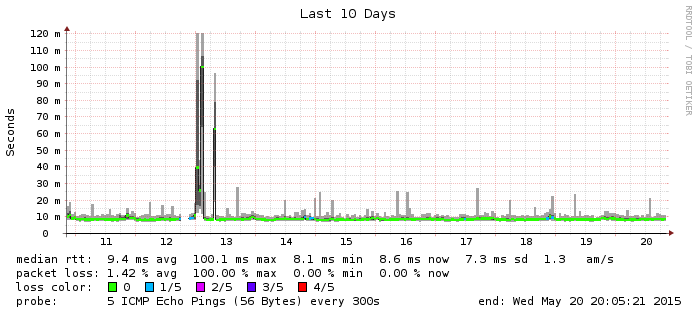 Last 10 Days
RRDTOOL / TOBI OETIKER
Seconds
120 m
110 m
100 m
90 m
80 m
70 m
60 m
50 m
40 m
30 m
20 m
10 m
0
11 12 13 14 15 16 17 18 19 20
median rtt: 9.4 ms avg 100.1 ms max 8.1 ms min 8.6 ms now 7.3 ms sd 1.3 am/s
packet loss: 1.42 % avg 100.00 % max 0.00 % min 0.00 % now
loss color: 0 1/5 2/5 3/5 4/5
probe: 5 ICMP Echo Pings (56 Bytes) every 300s end: Wed May 20 20:05:21 2015